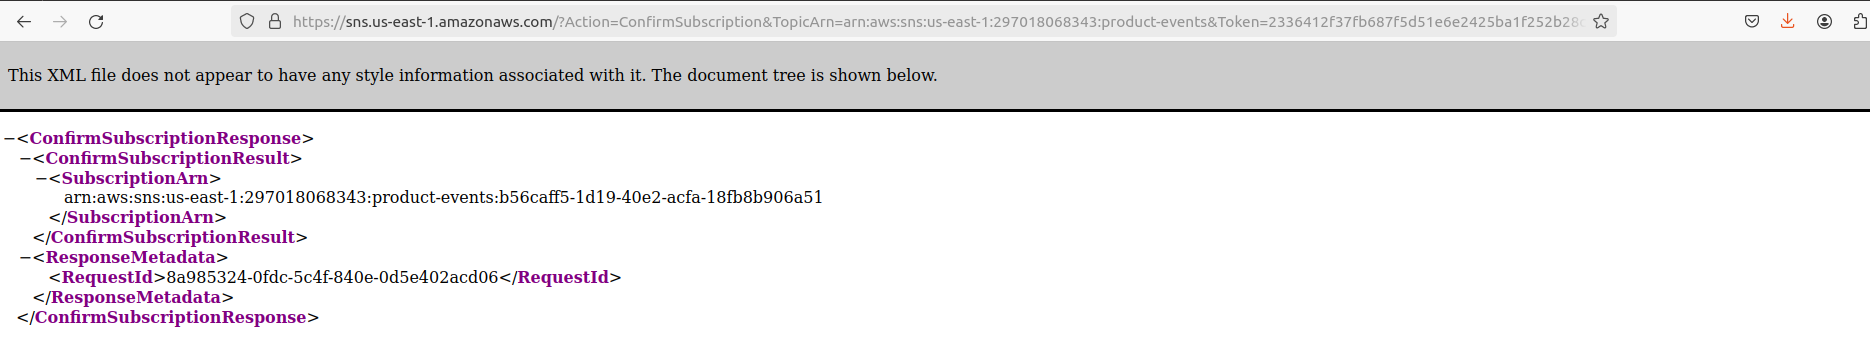 https://sns.us-east-1.amazonaws.com/?Action=ConfirmSubscription&TopicArn=arn:aws:sns:us-east-1:297018068343:product-events&Token=2336412f37fb687f5d51e6e2425ba1f252b28
This XML file does not appear to have any style information associated with it. The document tree is shown below.
−<ConfirmSubscriptionResponse>
−<ConfirmSubscriptionResult>
−<SubscriptionArn>
arn:aws:sns:us-east-1:297018068343:product-events:b56caff5-1d19-40e2-acfa-18fb8b906a51
</SubscriptionArn>
</ConfirmSubscriptionResult>
−<ResponseMetadata>
<RequestId>8a985324-0fdc-5c4f-840e-0d5e402acd06</RequestId>
</ResponseMetadata>
</ConfirmSubscriptionResponse>